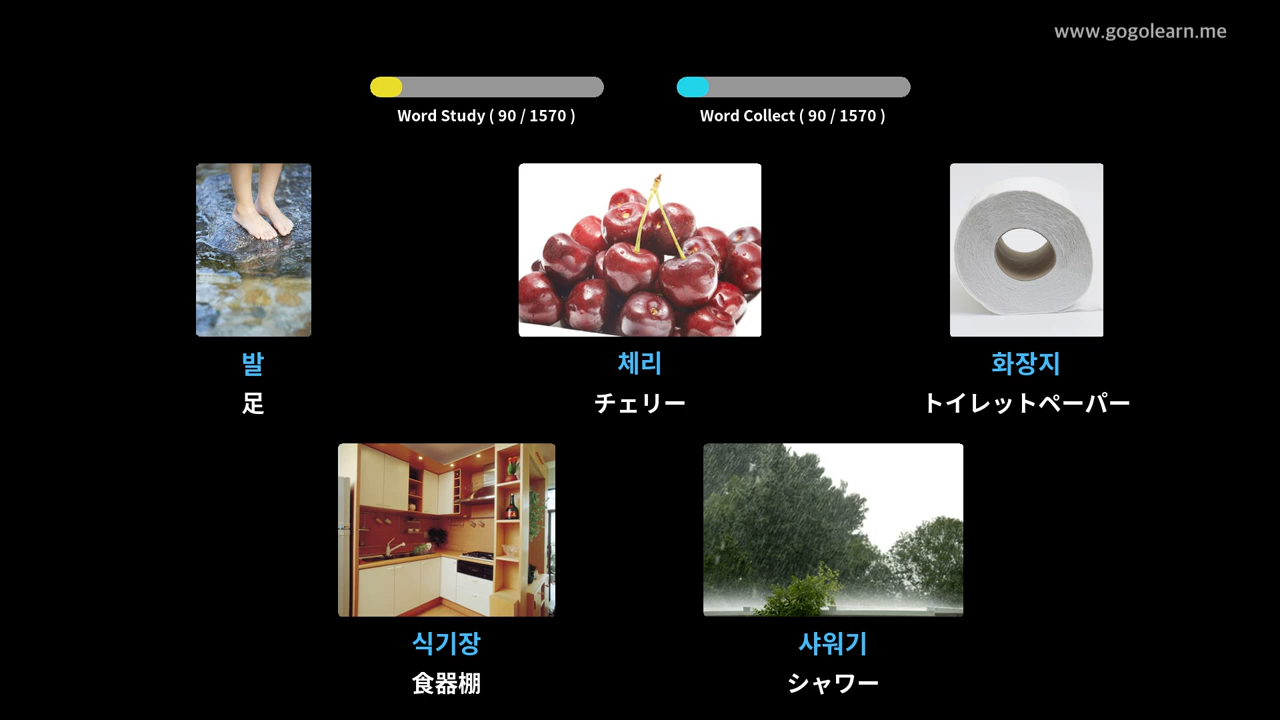 www.gogolearn.me
Word Study ( 90 / 1570 )
Word Collect ( 90 / 1570 )
발
足
체리
チェリー
화장지
トイレットペーパー
식기장
食器棚
샤워기
シャワー